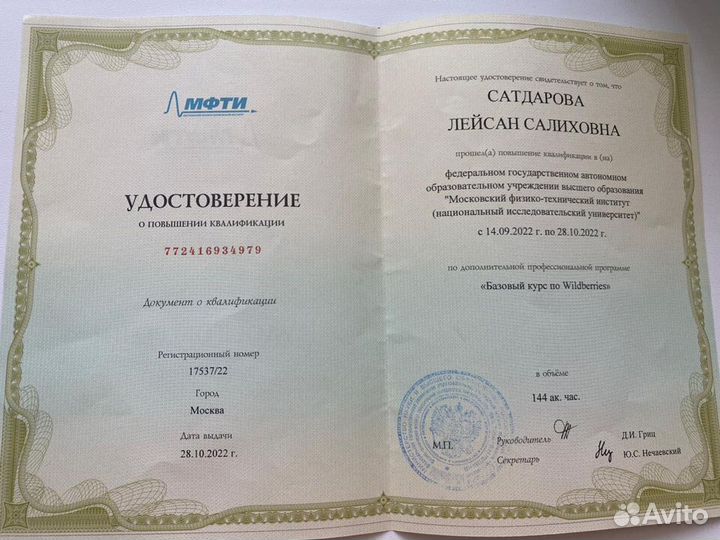 МФТИ
УДОСТОВЕРЕНИЕ
О ПОВЫШЕНИИ КВАЛИФИКАЦИИ
772416934979
Документ о квалификации
Регистрационный номер
17537/22
Город
Москва
Дата выдачи
28.10.2022 г.
Настоящее удостоверение свидетельствует о том, что
САТДАРОВА
ЛЕЙСАН САЛИХОВНА
прошел(а) повышение квалификации в (на)
федеральном государственном автономном
образовательном учреждении высшего образования
"Московский физико-технический институт
(национальный исследовательский университет)"
с 14.09.2022 г. по 28.10.2022 г.
по дополнительной профессиональной программе
«Базовый курс по Wildberries»
в объёме
144 ак. час.
М.П.
Руководитель
Д.И. Гриц
Секретарь
Ю.С. Нечаевский
Avito